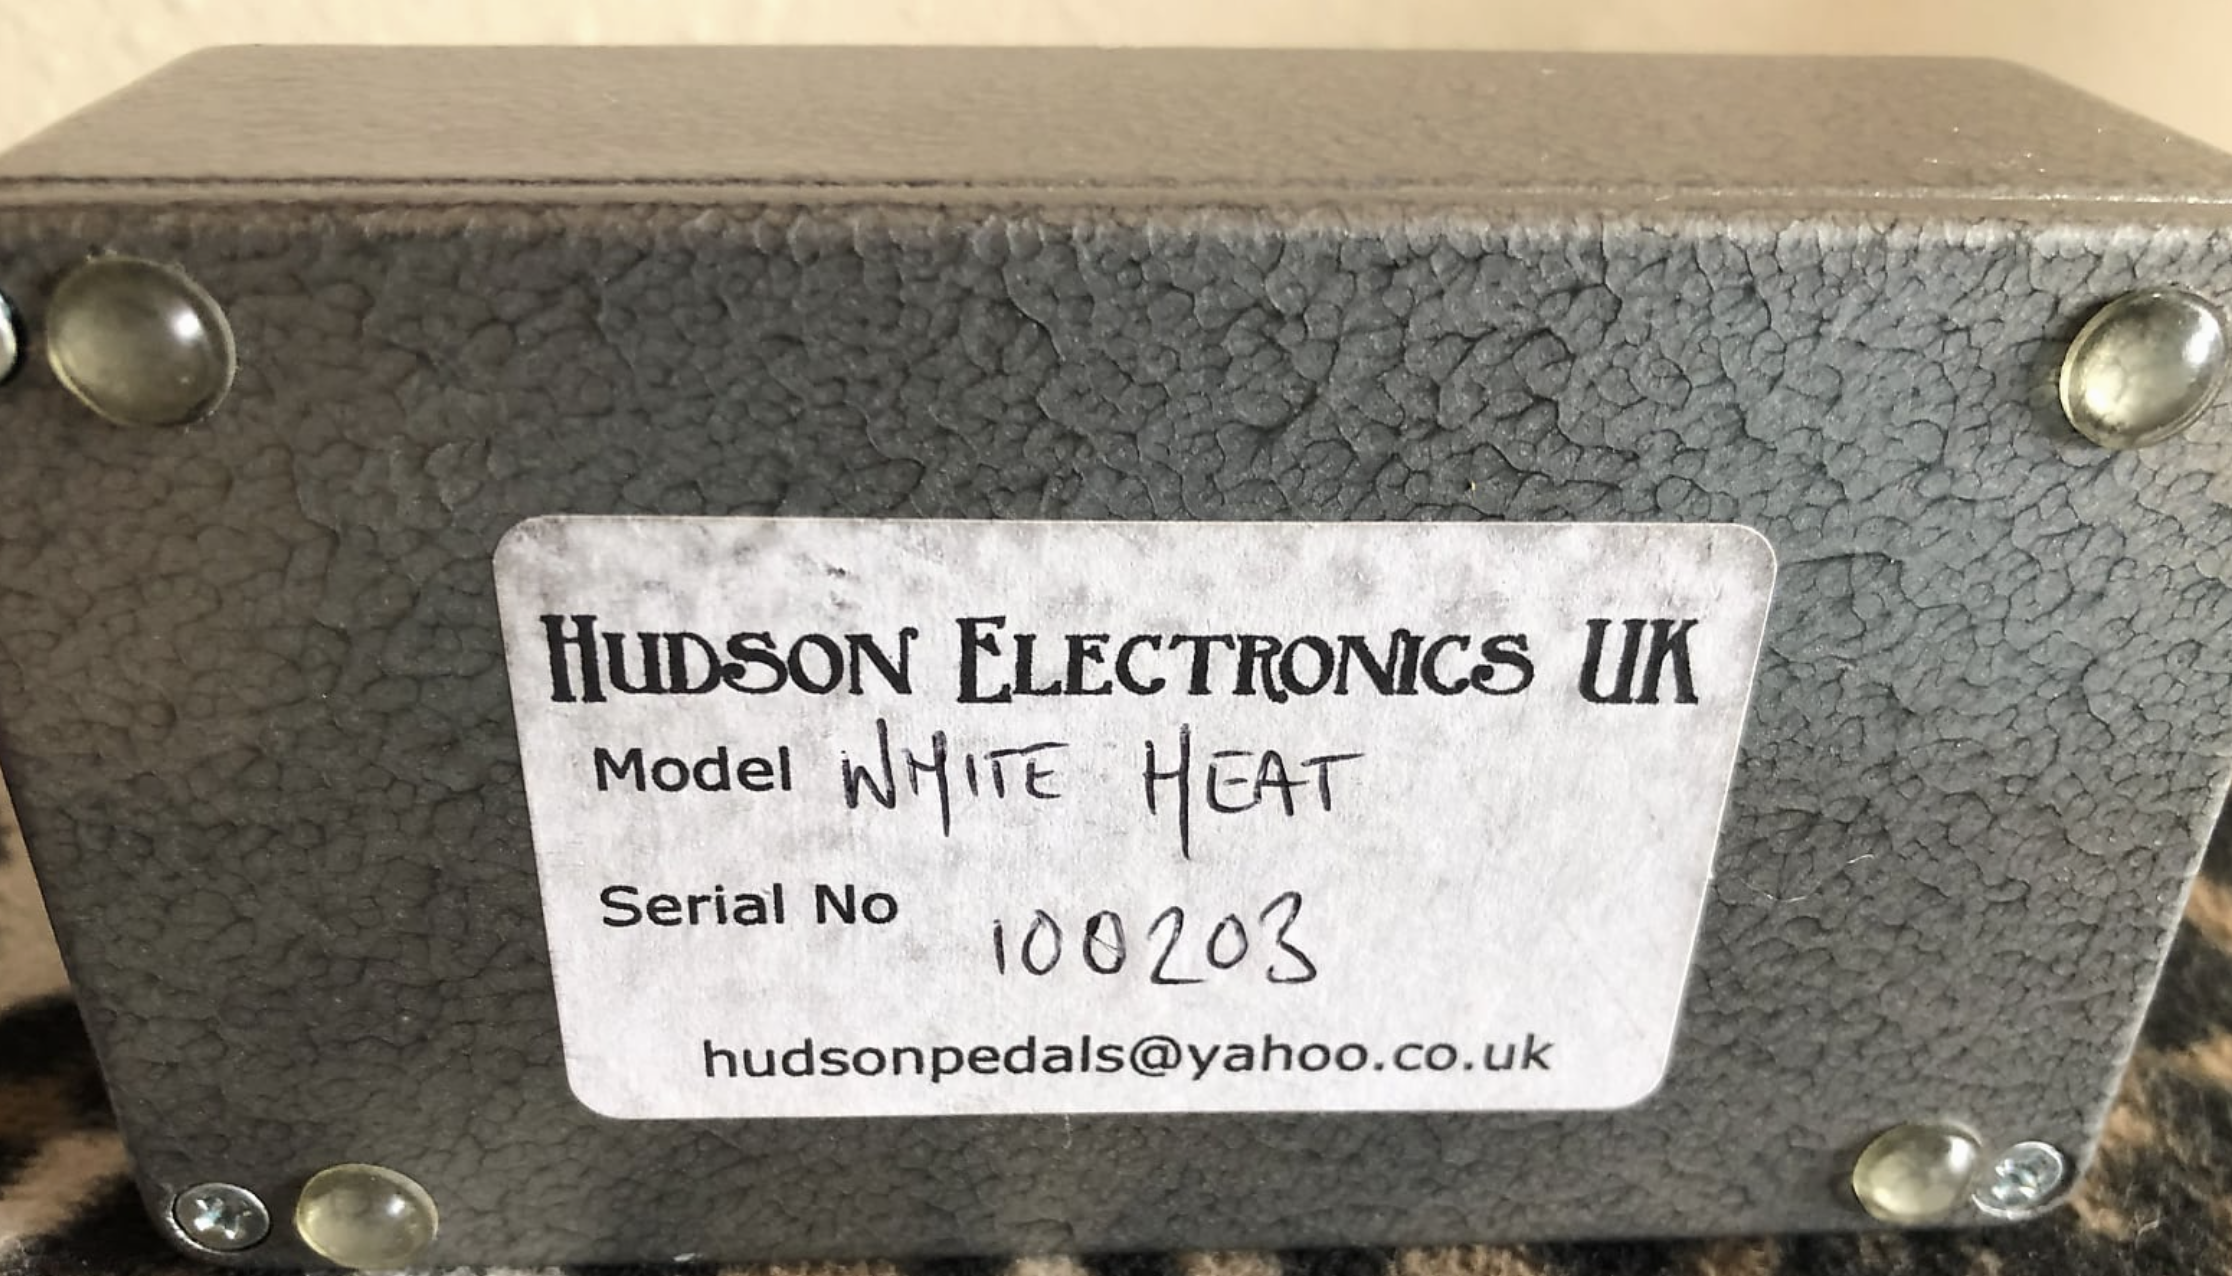 HUDSON ELECTRONICS UK
Model WHITE HEAT
Serial No 100203
hudsonpedals@yahoo.co.uk